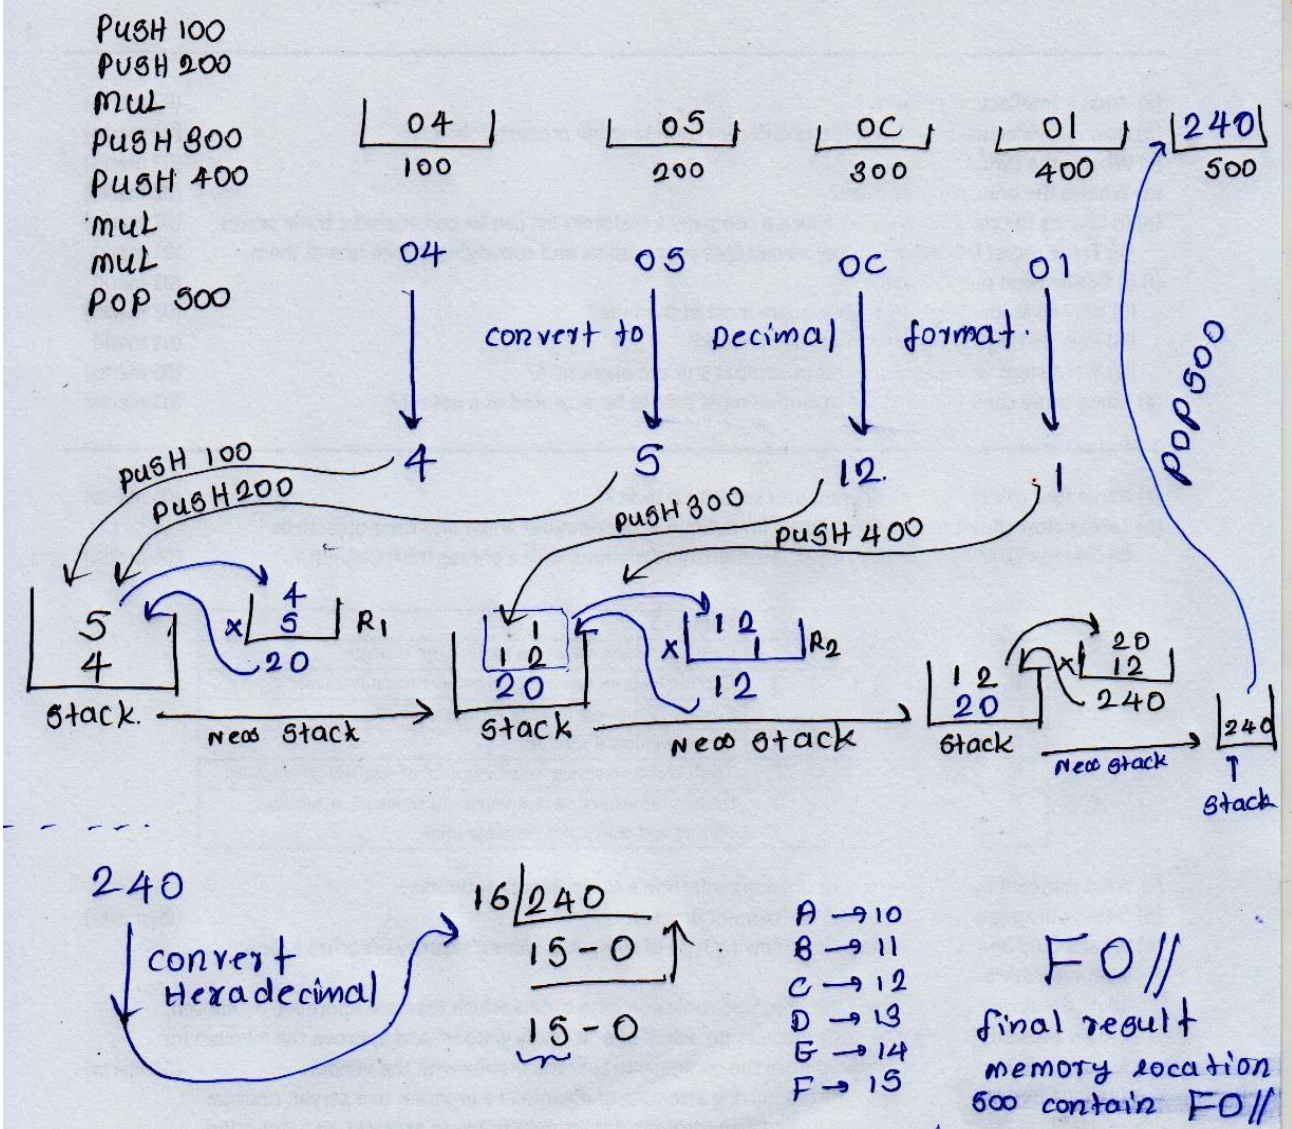 PUSH 100
PUSH 200
MUL
PUSH 300
PUSH 400
MUL
MUL
POP 500
04 05 0C 01 240
100 200 300 400 500
04 05 0C 01
convert to Decimal format.
4 5 12. 1
PUSH 100
PUSH 200
PUSH 300
PUSH 400
POP 500
5
4
Stack.
4
x 5 R1
20
New Stack
1
12
20
Stack
12
x 1 R2
12
New Stack
12
20
Stack
20
x 12
240
New Stack
240
Stack
240
convert
Hexadecimal
16 240
15 - 0
15 - 0
A → 10
B → 11
C → 12
D → 13
E → 14
F → 15
F0//
final result
memory location
500 contain F0//